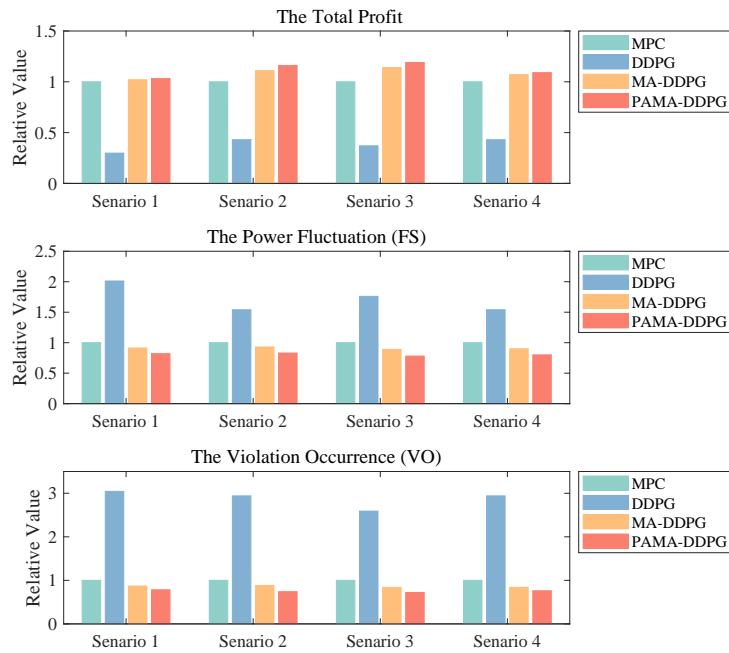 The Total Profit
1.5
1
0.5
0
Relative Value
Senario 1 Senario 2 Senario 3 Senario 4
MPC
DDPG
MA-DDPG
PAMA-DDPG
The Power Fluctuation (FS)
2.5
2
1.5
1
0.5
0
Relative Value
Senario 1 Senario 2 Senario 3 Senario 4
MPC
DDPG
MA-DDPG
PAMA-DDPG
The Violation Occurrence (VO)
3
2
1
0
Relative Value
Senario 1 Senario 2 Senario 3 Senario 4
MPC
DDPG
MA-DDPG
PAMA-DDPG